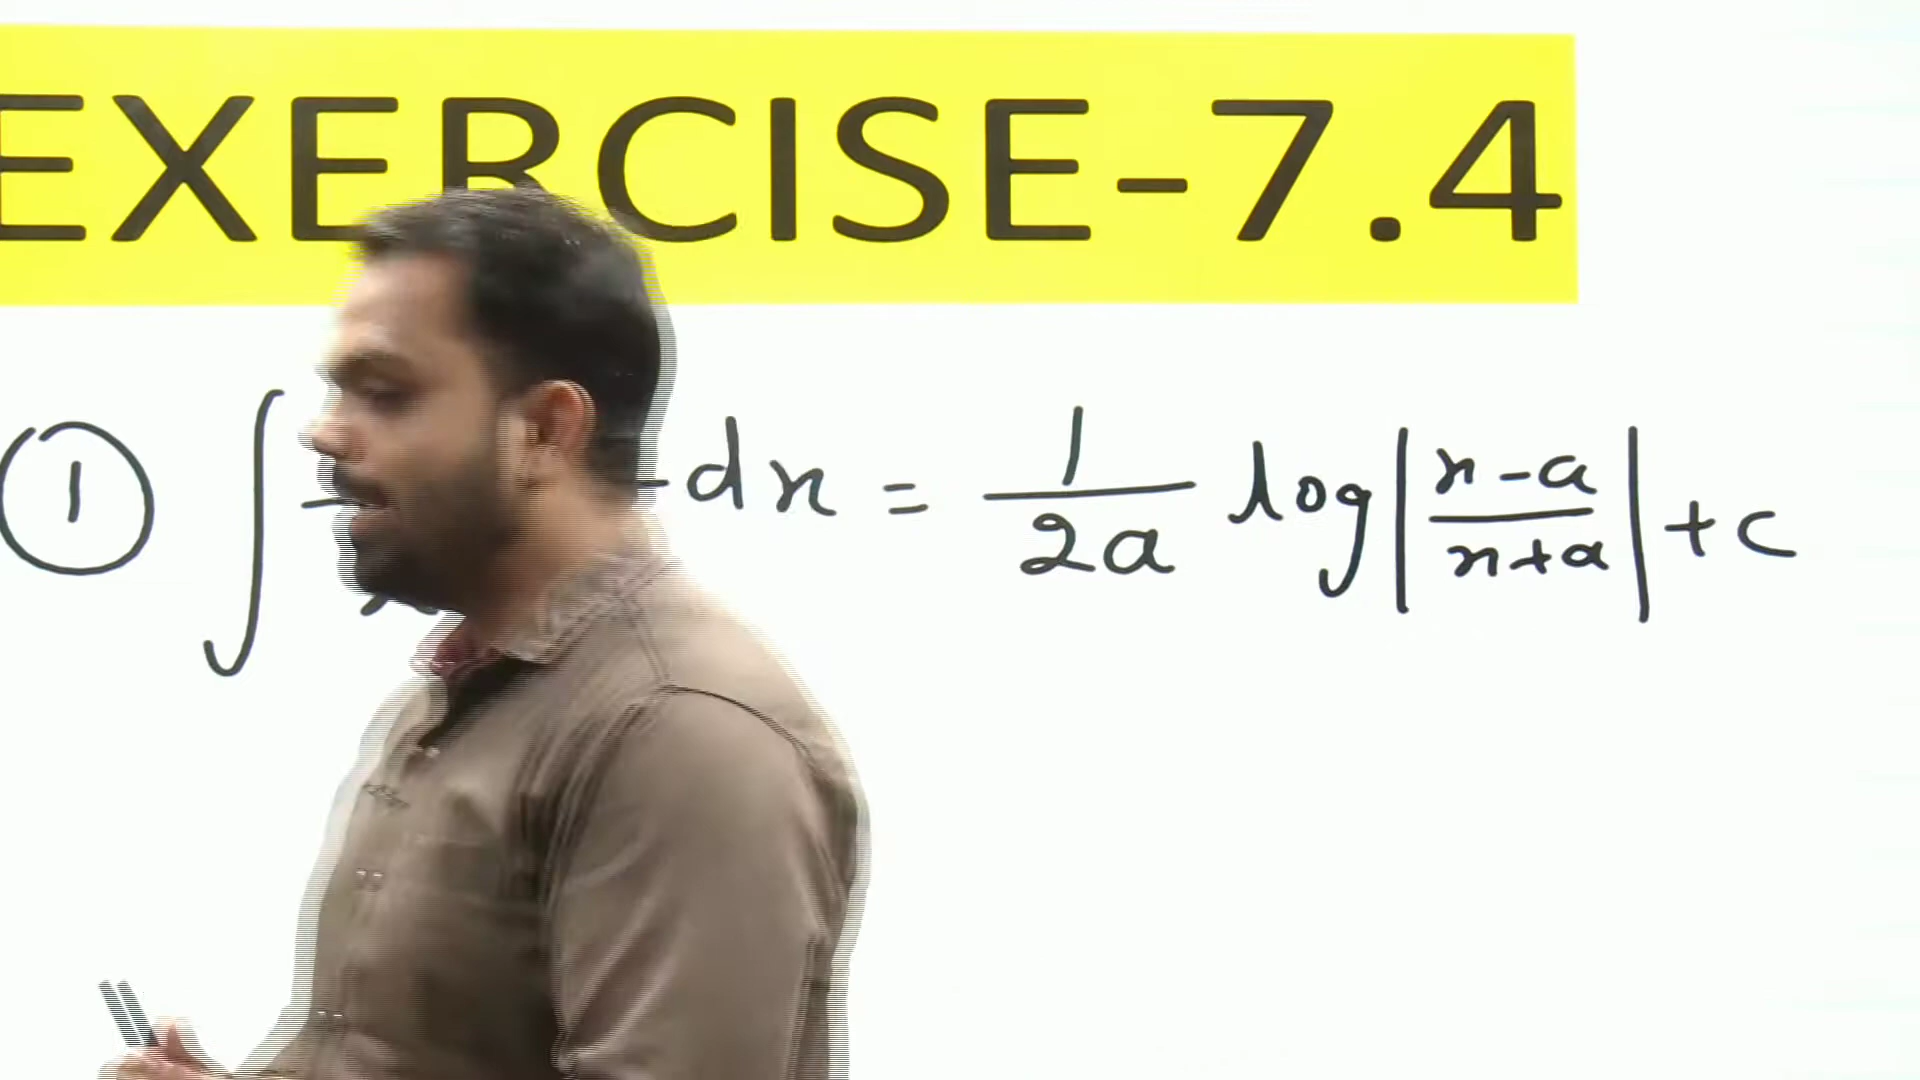 EXERCISE-7.4
① ∫ dx = 1/2a log|x-a/x+a| + c